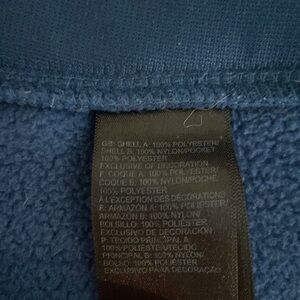 GB: SHELL A: 100% POLYESTER/
SHELL B: 100% NYLON/POCKET:
100% POLYESTER
EXCLUSIVE OF DECORATION
F: COQUE A: 100% POLYESTER/
COQUE B: 100% NYLON/POCHE:
100% POLYESTER
À L'EXCEPTION DES DÉCORATIONS
E: ARMAZÓN A: 100% POLIÉSTER/
ARMAZÓN B: 100% NYLON/
BOLSILLO: 100% POLIÉSTER
EXCLUSIVO DE DECORACIÓN
P: TECIDO PRINCIPAL A:
100% POLIÉSTER/TECIDO
PRINCIPAL B: 100% NYLON/
BOLSO: 100% POLIÉSTER
EXCLUSIVO PARA DECORAÇÃO